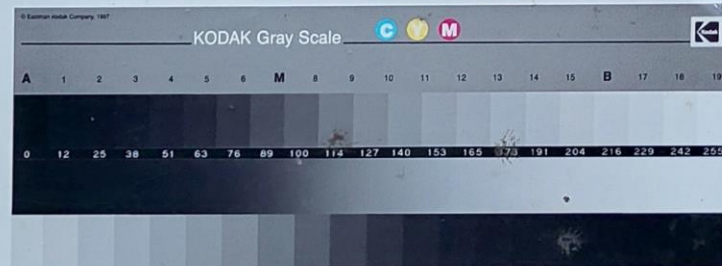 © Eastman Kodak Company, 1997
KODAK Gray Scale
C Y M
Kodak
A 1 2 3 4 5 6 M 8 9 10 11 12 13 14 15 B 17 18 19
0 12 25 38 51 63 76 89 100 114 127 140 153 165 191 204 216 229 242 255